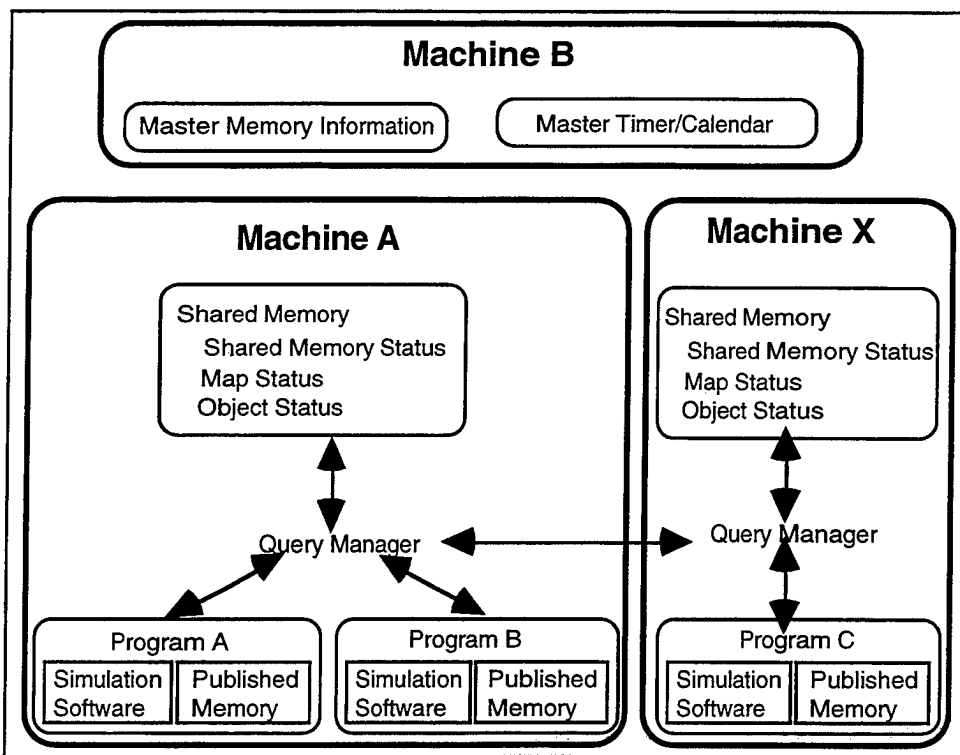 Machine B
Master Memory Information
Master Timer/Calendar
Machine A
Shared Memory
Shared Memory Status
Map Status
Object Status
Query Manager
Program A
Simulation
Software
Published
Memory
Program B
Simulation
Software
Published
Memory
Machine X
Shared Memory
Shared Memory Status
Map Status
Object Status
Query Manager
Program C
Simulation
Software
Published
Memory